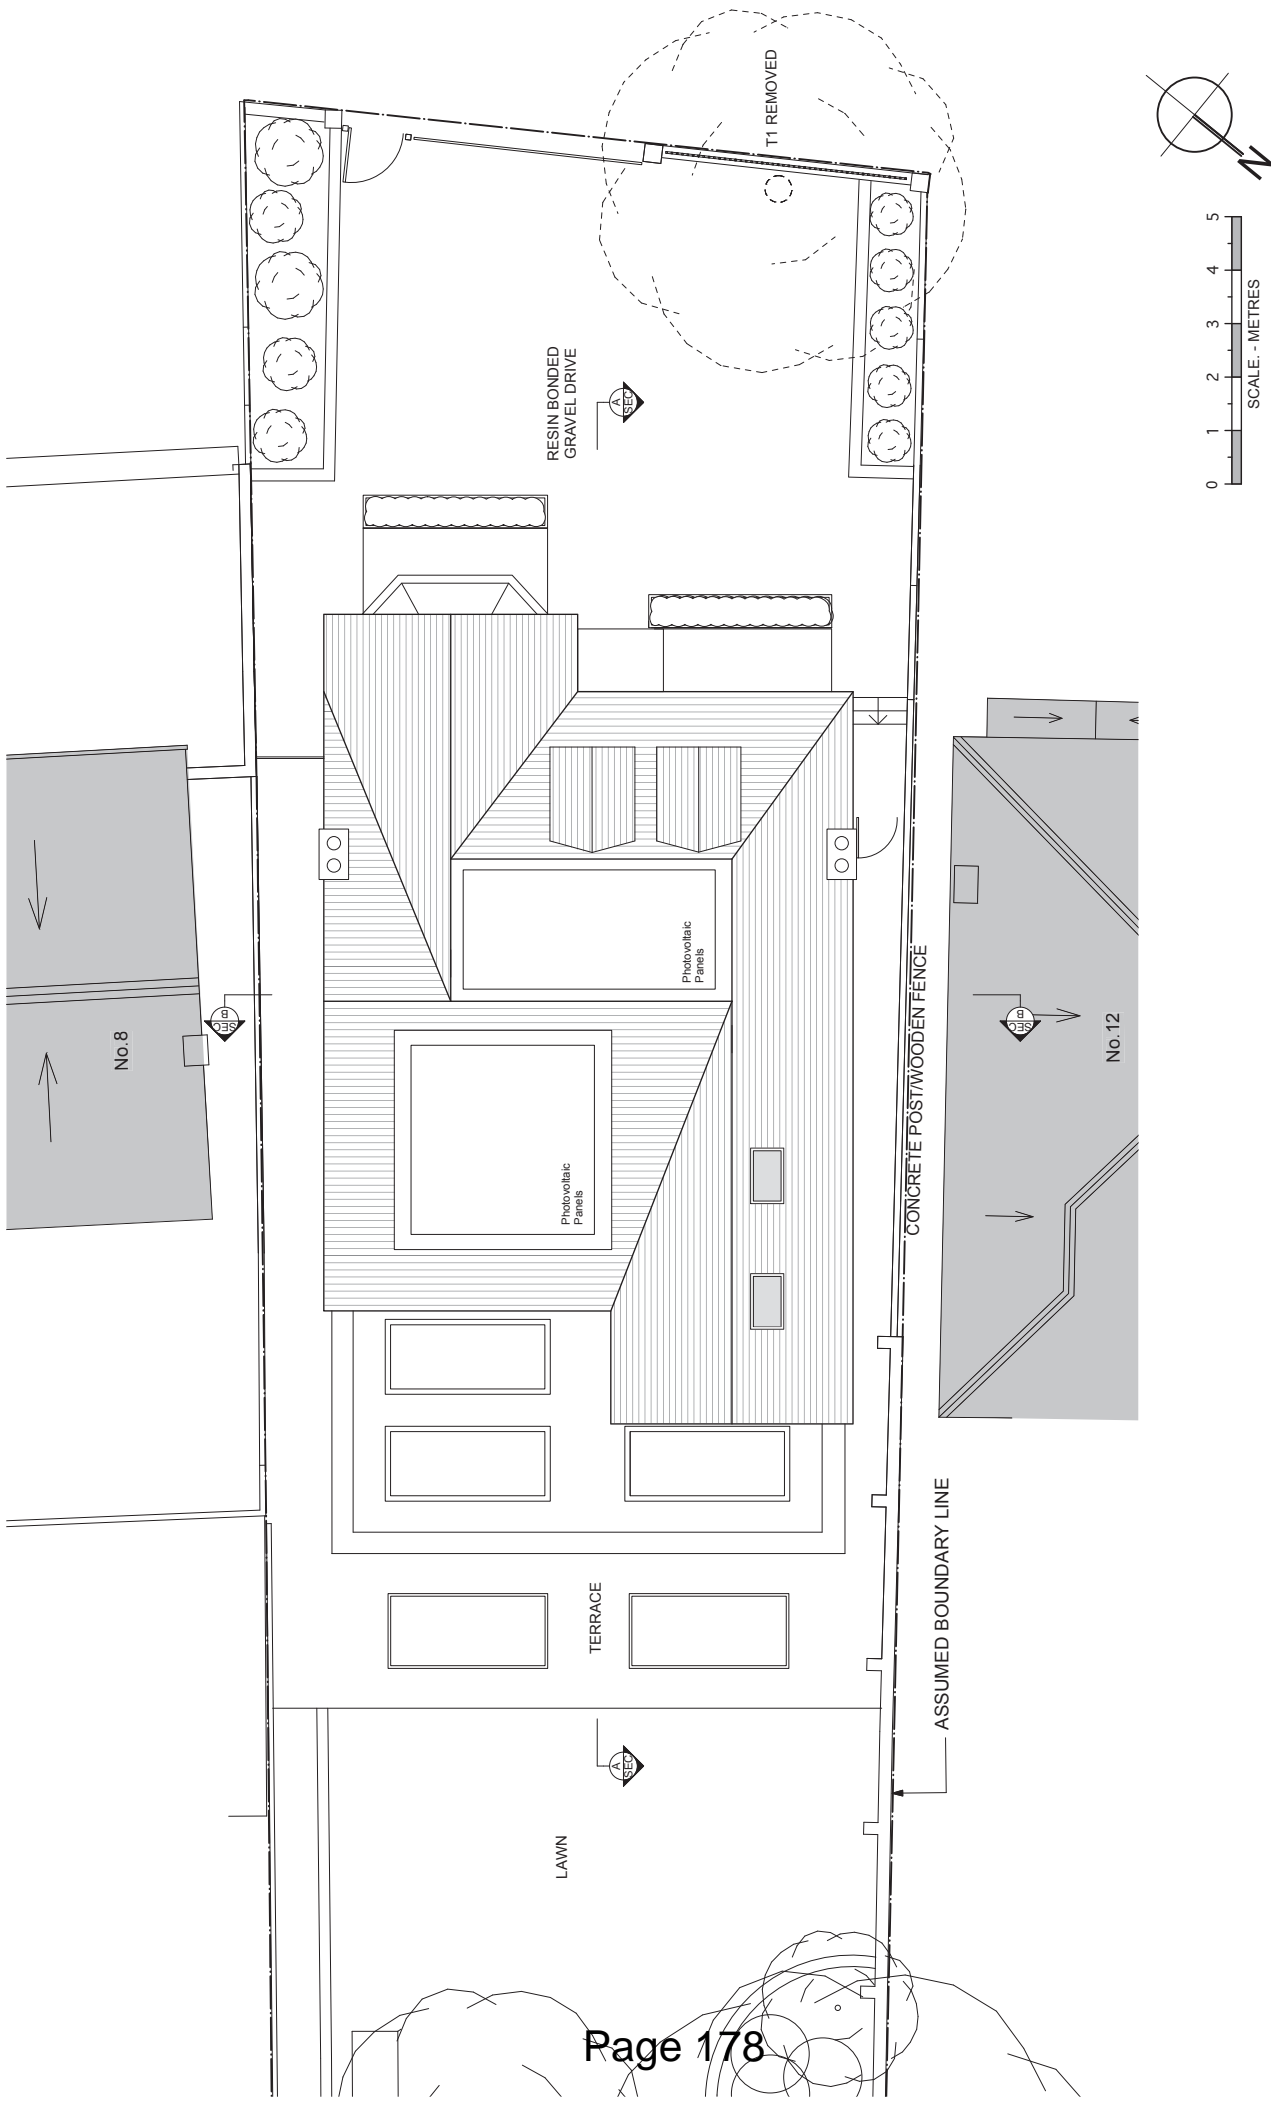 T1 REMOVED
N
RESIN BONDED
GRAVEL DRIVE
A
SEC
0 1 2 3 4 5
SCALE. - METRES
Photovoltaic
Panels
No.8
B
SEC
CONCRETE POST/WOODEN FENCE
B
SEC
No.12
Photovoltaic
Panels
TERRACE
ASSUMED BOUNDARY LINE
A
SEC
LAWN
Page 178